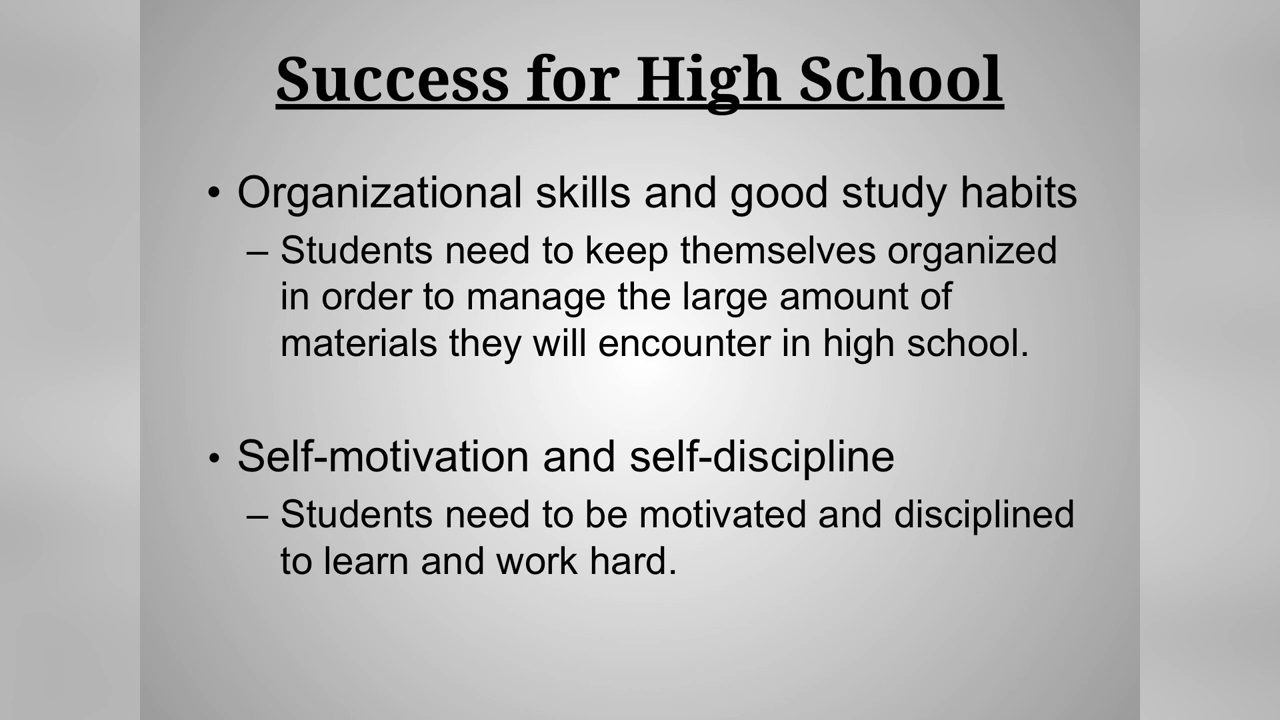 Success for High School
• Organizational skills and good study habits
– Students need to keep themselves organized
in order to manage the large amount of
materials they will encounter in high school.
• Self-motivation and self-discipline
– Students need to be motivated and disciplined
to learn and work hard.